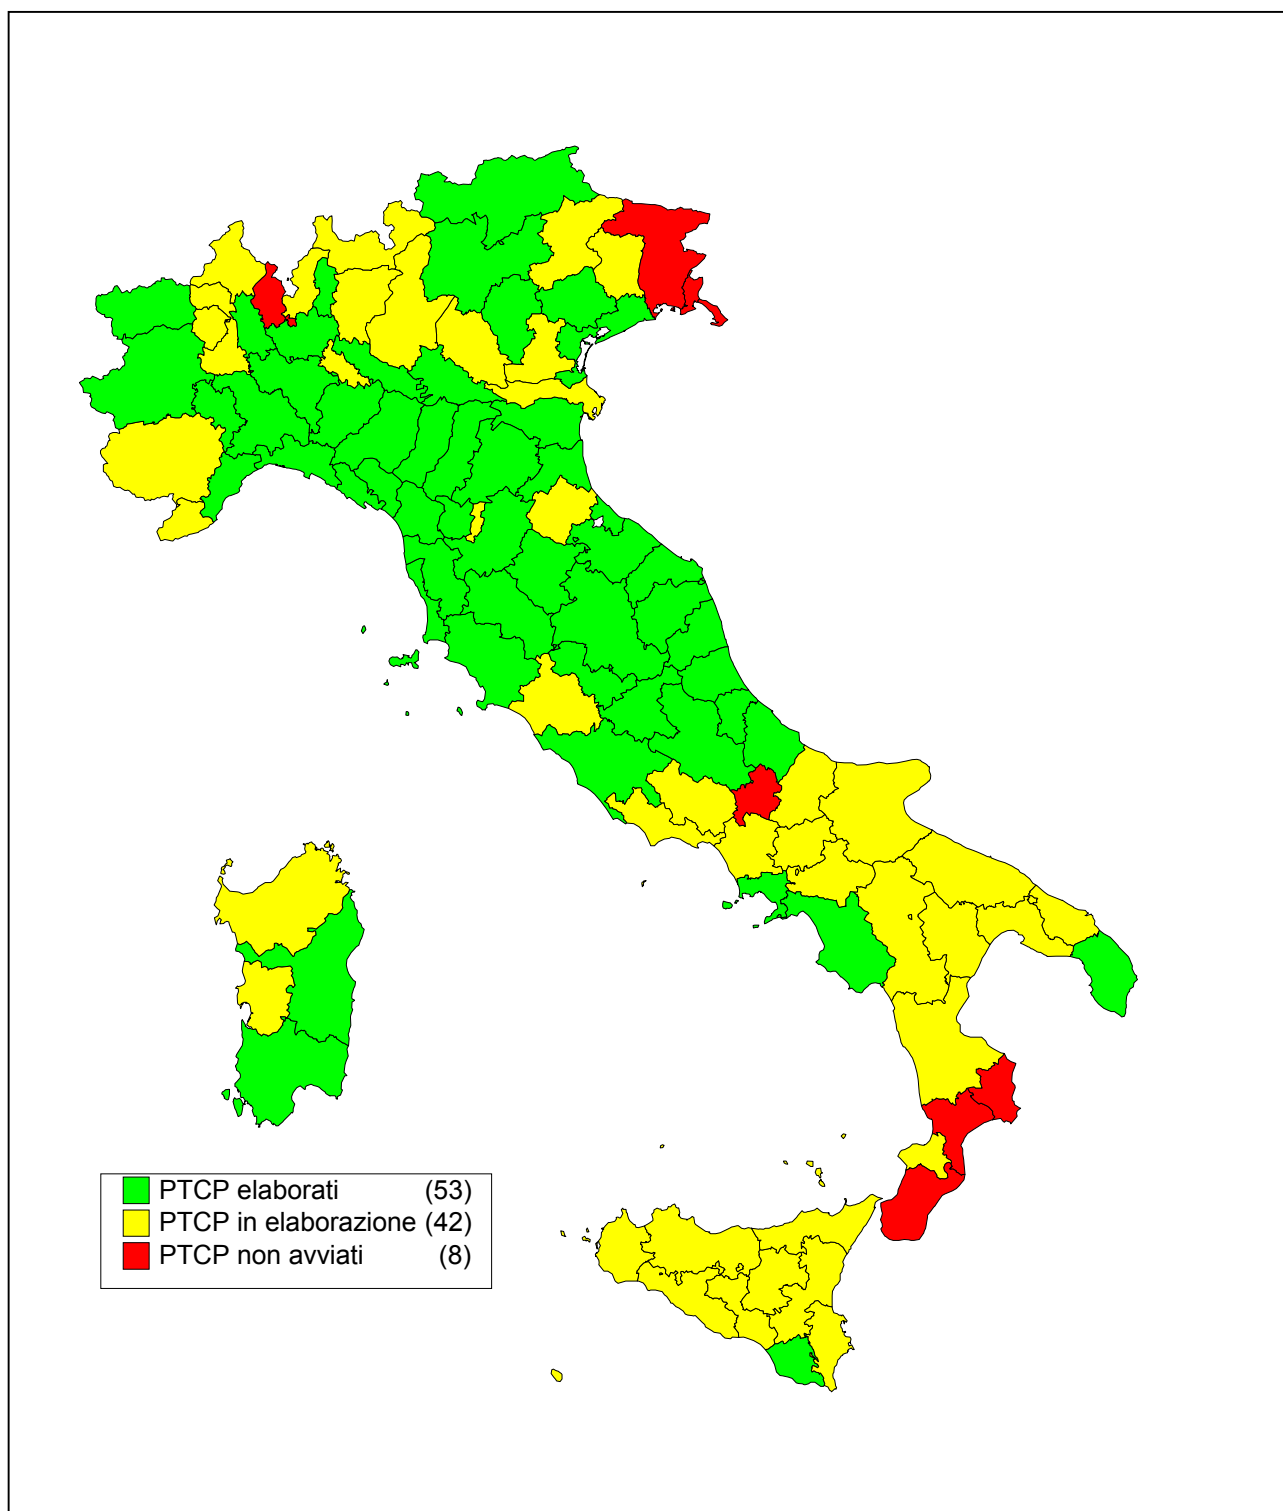 PTCP elaborati (53)
PTCP in elaborazione (42)
PTCP non avviati (8)